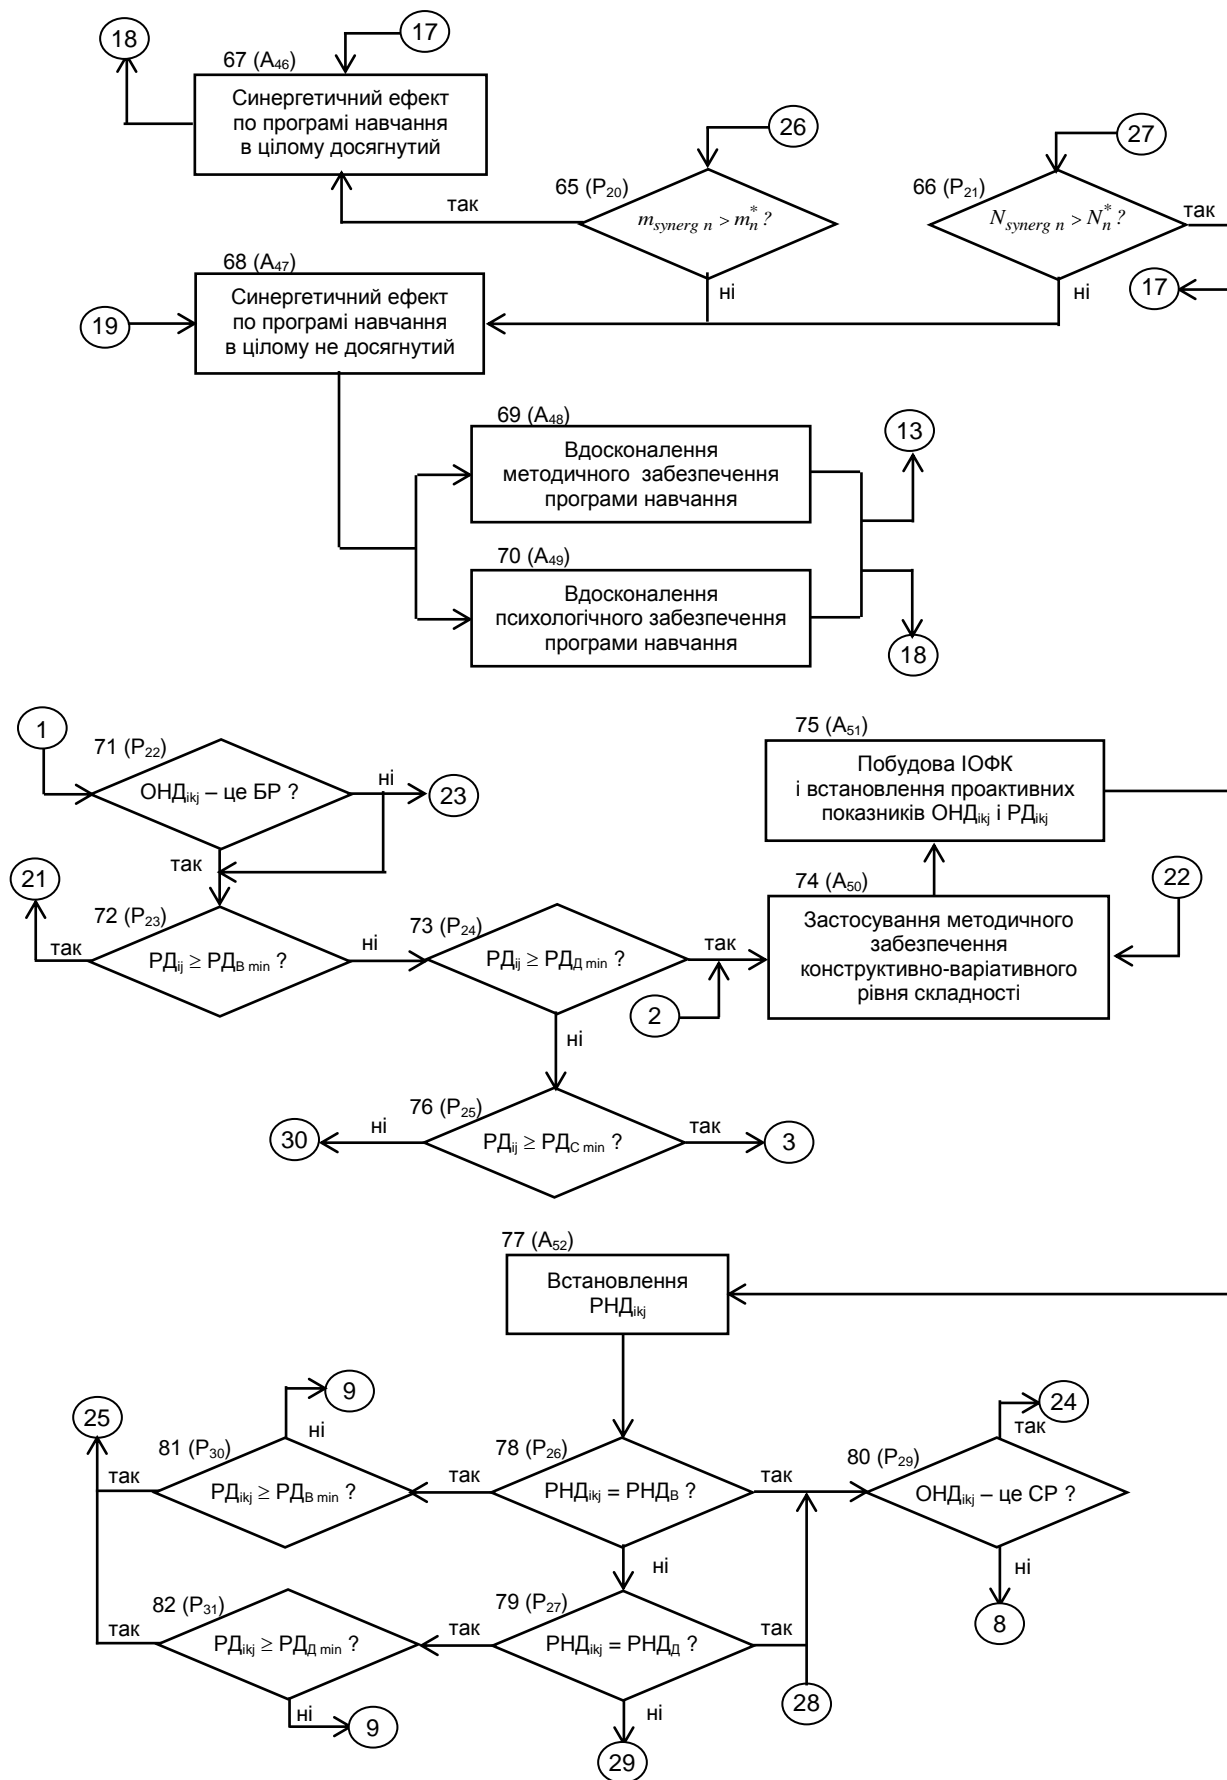 18
17
67 (A46)
Синергетичний ефект
по програмі навчання
в цілому досягнутий
26
27
65 (P20)
66 (P21)
так
m synerg n > m*n ?
N synerg n > N*n ?
так
68 (A47)
ні
ні
17
19
Синергетичний ефект
по програмі навчання
в цілому не досягнутий
69 (A48)
13
Вдосконалення
методичного забезпечення
програми навчання
70 (A49)
Вдосконалення
психологічного забезпечення
програми навчання
18
1
71 (P22)
75 (A51)
ОНДikj – це БР ?
ні
23
Побудова ІОФК
і встановлення проактивних
показників ОНДikj і РДikj
так
21
72 (P23)
73 (P24)
74 (A50)
22
так
РДij ≥ РДВ min ?
ні
РДij ≥ РДД min ?
так
Застосування методичного
забезпечення
конструктивно-варіативного
рівня складності
2
ні
76 (P25)
30
ні
РДij ≥ РДС min ?
так
3
77 (A52)
Встановлення
РНДikj
9
24
25
ні
так
81 (P30)
78 (P26)
80 (P29)
так
РДikj ≥ РДВ min ?
так
РНДikj = РНДВ ?
так
ОНДikj – це СР ?
ні
ні
82 (P31)
79 (P27)
8
так
РДikj ≥ РДД min ?
так
РНДikj = РНДД ?
так
28
ні
9
ні
29